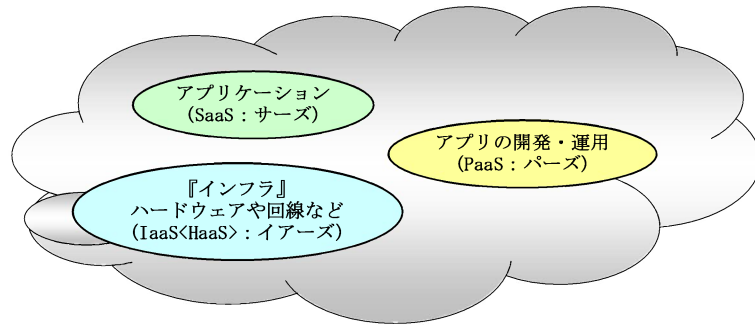 アプリケーション
(SaaS：サーズ)
アプリの開発・運用
(PaaS：パーズ)
『インフラ』
ハードウェアや回線など
(IaaS<HaaS>：イアーズ)